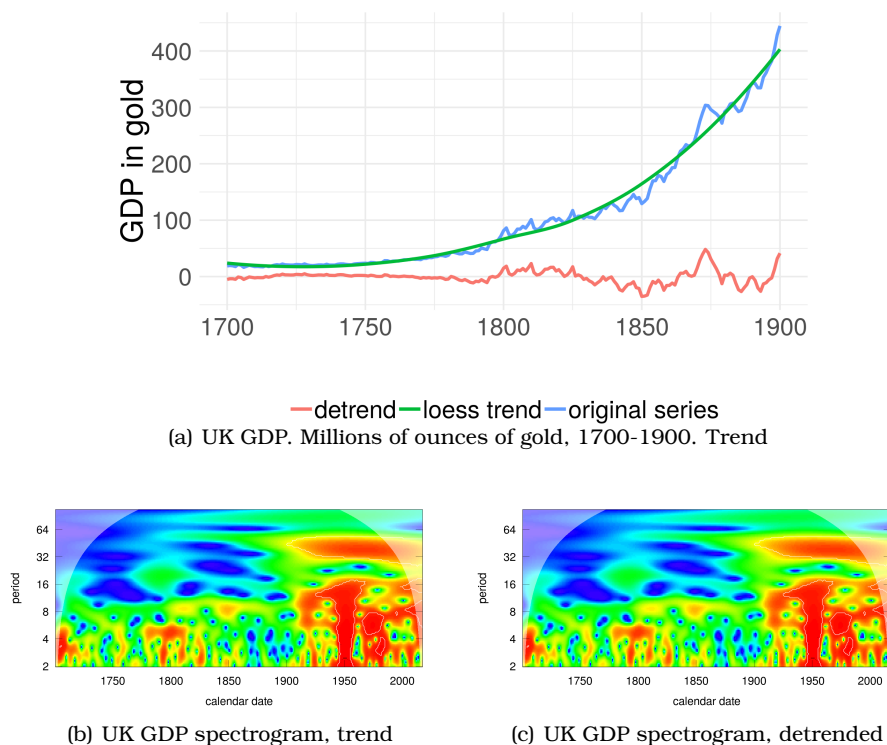 GDP in gold
400
300
200
100
0
1700 1750 1800 1850 1900
detrend loess trend original series
(a) UK GDP. Millions of ounces of gold, 1700-1900. Trend
period
64
32
16
8
4
2
1750 1800 1850 1900 1950 2000
calendar date
(b) UK GDP spectrogram, trend
period
64
32
16
8
4
2
1750 1800 1850 1900 1950 2000
calendar date
(c) UK GDP spectrogram, detrended